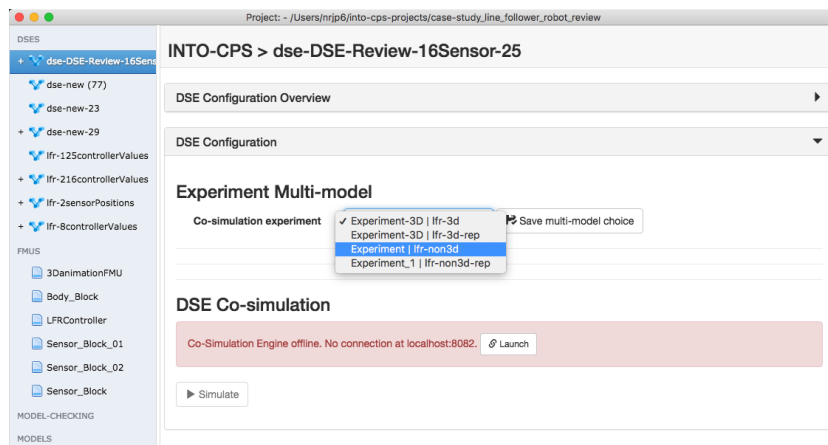 Project: - /Users/nrjp6/into-cps-projects/case-study_line_follower_robot_review
DSES
+ dse-DSE-Review-16Sens
dse-new (77)
dse-new-23
+ dse-new-29
lfr-125controllerValues
+ lfr-216controllerValues
+ lfr-2sensorPositions
+ lfr-8controllerValues
FMUS
3DanimationFMU
Body_Block
LFRController
Sensor_Block_01
Sensor_Block_02
Sensor_Block
MODEL-CHECKING
MODELS
INTO-CPS > dse-DSE-Review-16Sensor-25
DSE Configuration Overview
DSE Configuration
Experiment Multi-model
Co-simulation experiment
✓ Experiment-3D | lfr-3d
Experiment-3D | lfr-3d-rep
Experiment | lfr-non3d
Experiment_1 | lfr-non3d-rep
Save multi-model choice
DSE Co-simulation
Co-Simulation Engine offline. No connection at localhost:8082. Launch
Simulate